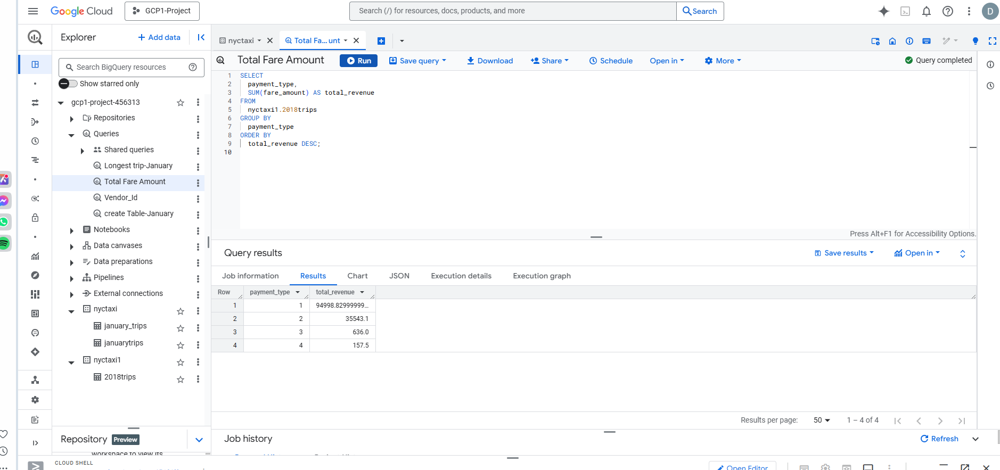 Google Cloud
GCP1-Project
Search (/) for resources, docs, products, and more
Search
D
Explorer
+ Add data
Search BigQuery resources
Show starred only
gcp1-project-456313
Repositories
Queries
Shared queries
Longest trip-January
Total Fare Amount
Vendor_Id
create Table-January
Notebooks
Data canvases
Data preparations
Pipelines
External connections
nyctaxi
january_trips
januarytrips
nyctaxi1
2018trips
Repository Preview
workspace to view its
nyctaxi
Total Fa...unt
Total Fare Amount
Run
Save query
Download
Share
Schedule
Open in
More
Query completed
1 SELECT
2 payment_type,
3 SUM(fare_amount) AS total_revenue
4 FROM
5 nyctaxi1.2018trips
6 GROUP BY
7 payment_type
8 ORDER BY
9 total_revenue DESC;
10
Press Alt+F1 for Accessibility Options.
Query results
Save results
Open in
Job information Results Chart JSON Execution details Execution graph
Row payment_type total_revenue
1 1 94998.82999999...
2 2 35543.1
3 3 636.0
4 4 157.5
Results per page: 50 1 – 4 of 4
Job history
Refresh
CLOUD SHELL
Open Editor